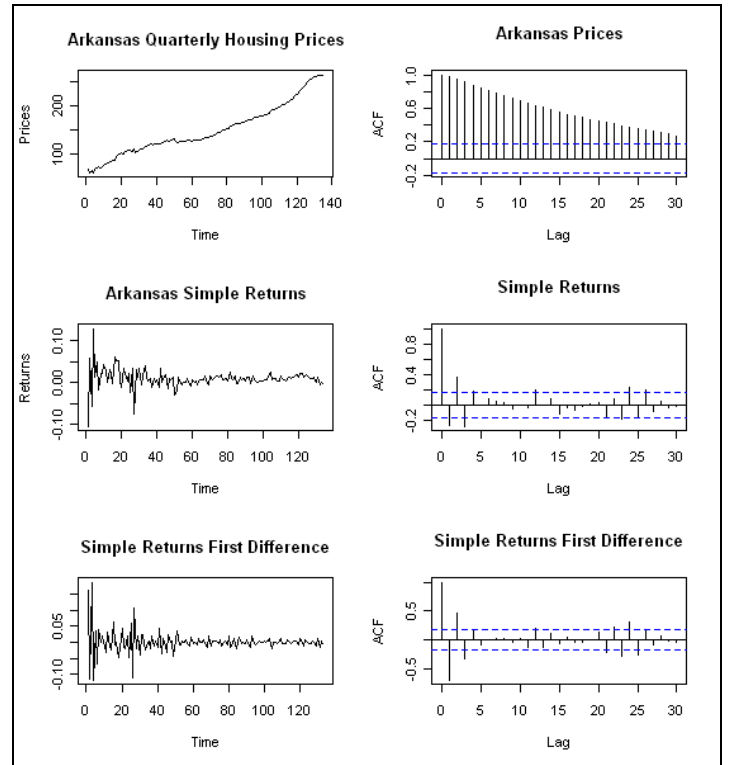 Arkansas Quarterly Housing Prices
Prices
100 200
0 20 40 60 80 100 120 140
Time
Arkansas Prices
ACF
-0.2 0.2 0.6 1.0
0 5 10 15 20 25 30
Lag
Arkansas Simple Returns
Returns
-0.10 0.00 0.10
0 20 40 60 80 100 120
Time
Simple Returns
ACF
-0.2 0.4 0.8
0 5 10 15 20 25 30
Lag
Simple Returns First Difference
-0.10 0.05
0 20 40 60 80 100 120
Time
Simple Returns First Difference
ACF
-0.5 0.5
0 5 10 15 20 25 30
Lag